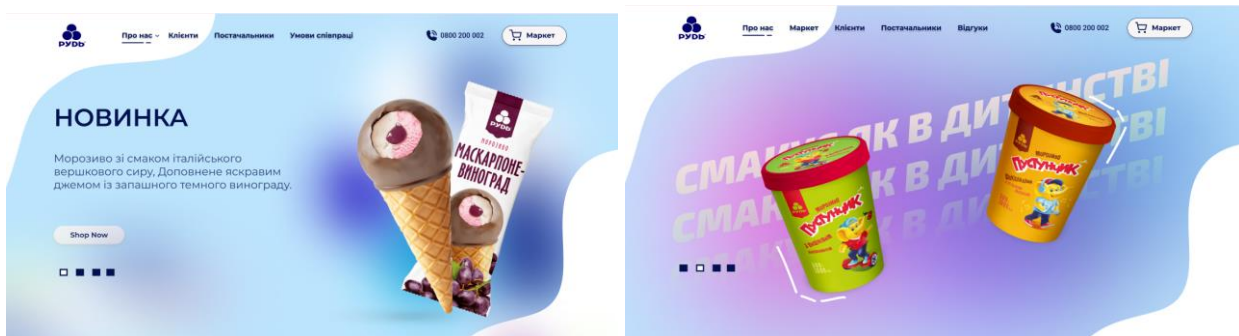 РУДЬ
Про нас
Клієнти
Постачальники
Умови співпраці
0800 200 002
Маркет
НОВИНКА
Морозиво зі смаком італійського
вершкового сиру, Доповнене яскравим
джемом із запашного темного винограду.
Shop Now
РУДЬ
МОРОЗИВО
МАСКАРПОНЕ-
ВИНОГРАД
РУДЬ
Про нас
Маркет
Клієнти
Постачальники
Відгуки
0800 200 002
Маркет
СМАК ЯК В ДИТИНСТВІ
МОРОЗИВО
ПУСТУНЧИК
МОРОЗИВО
ПУСТУНЧИК